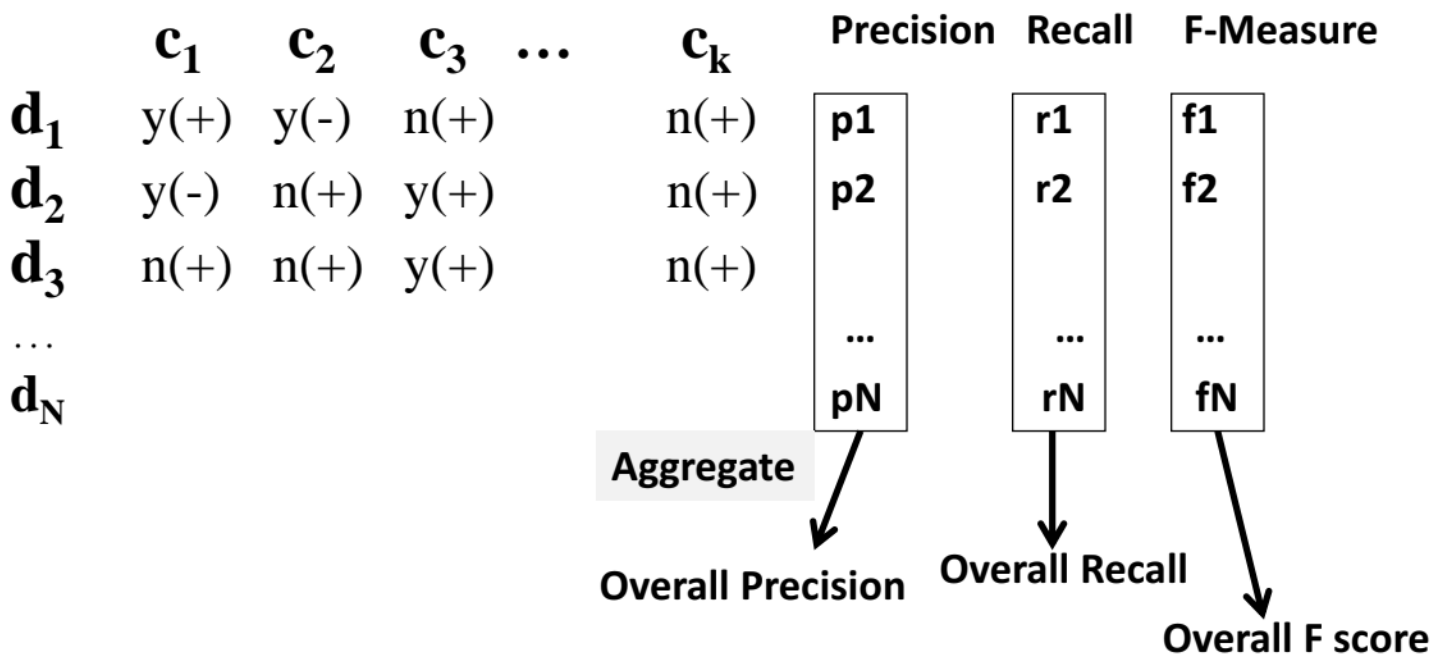 c1 c2 c3 … ck Precision Recall F-Measure
d1 y(+) y(-) n(+) n(+) p1 r1 f1
d2 y(-) n(+) y(+) n(+) p2 r2 f2
d3 n(+) n(+) y(+) n(+)
... ... ... ...
dN pN rN fN
Aggregate
Overall Precision Overall Recall
Overall F score